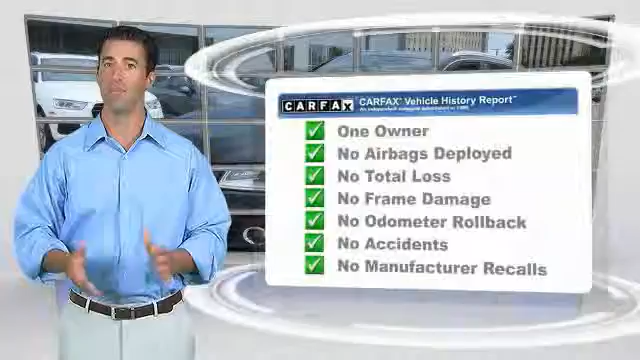 CARFAX CARFAX Vehicle History Report™
One Owner
No Airbags Deployed
No Total Loss
No Frame Damage
No Odometer Rollback
No Accidents
No Manufacturer Recalls